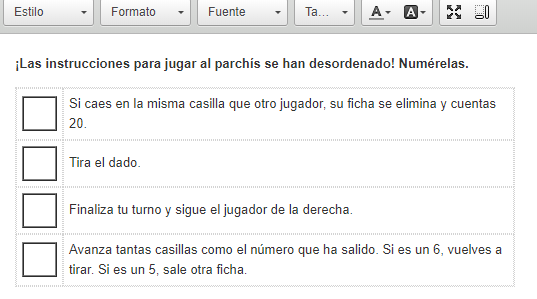 Estilo Formato Fuente Ta... A A
¡Las instrucciones para jugar al parchís se han desordenado! Numérelas.
Si caes en la misma casilla que otro jugador, su ficha se elimina y cuentas
20.
Tira el dado.
Finaliza tu turno y sigue el jugador de la derecha.
Avanza tantas casillas como el número que ha salido. Si es un 6, vuelves a
tirar. Si es un 5, sale otra ficha.